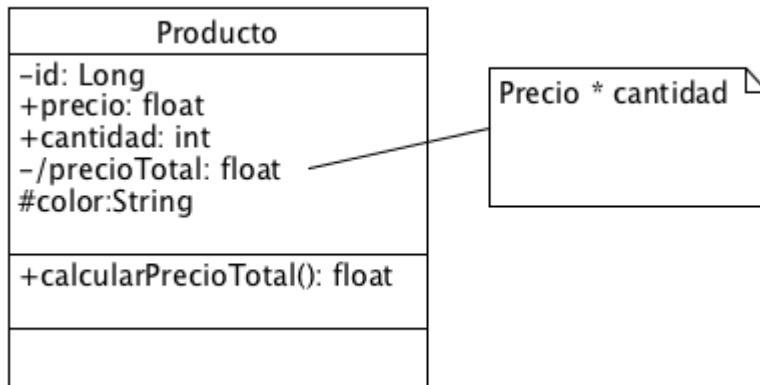 Producto
-id: Long
+precio: float
+cantidad: int
-/precioTotal: float
#color:String
+calcularPrecioTotal(): float
Precio * cantidad